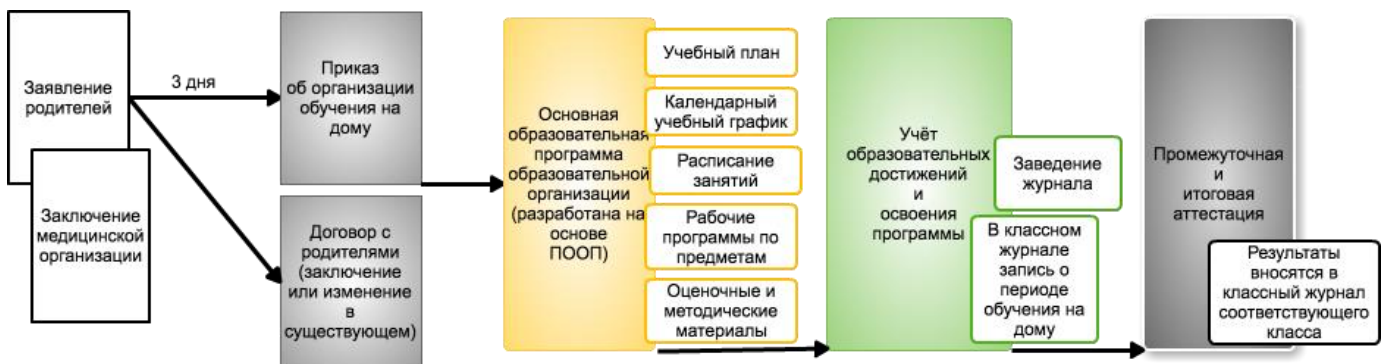 Заявление
родителей
Заключение
медицинской
организации
3 дня
Приказ
об организации
обучения на
дому
Договор с
родителями
(заключение
или изменение
в
существующем)
Основная
образовательная
программа
образовательной
организации
(разработана на
основе
ПООП)
Учебный план
Календарный
учебный график
Расписание
занятий
Рабочие
программы по
предметам
Оценочные и
методические
материалы
Учёт
образовательных
достижений
и
освоения
программы
Заведение
журнала
В классном
журнале
запись о
периоде
обучения на
дому
Промежуточная
и
итоговая
аттестация
Результаты
вносятся в
классный журнал
соответствующего
класса